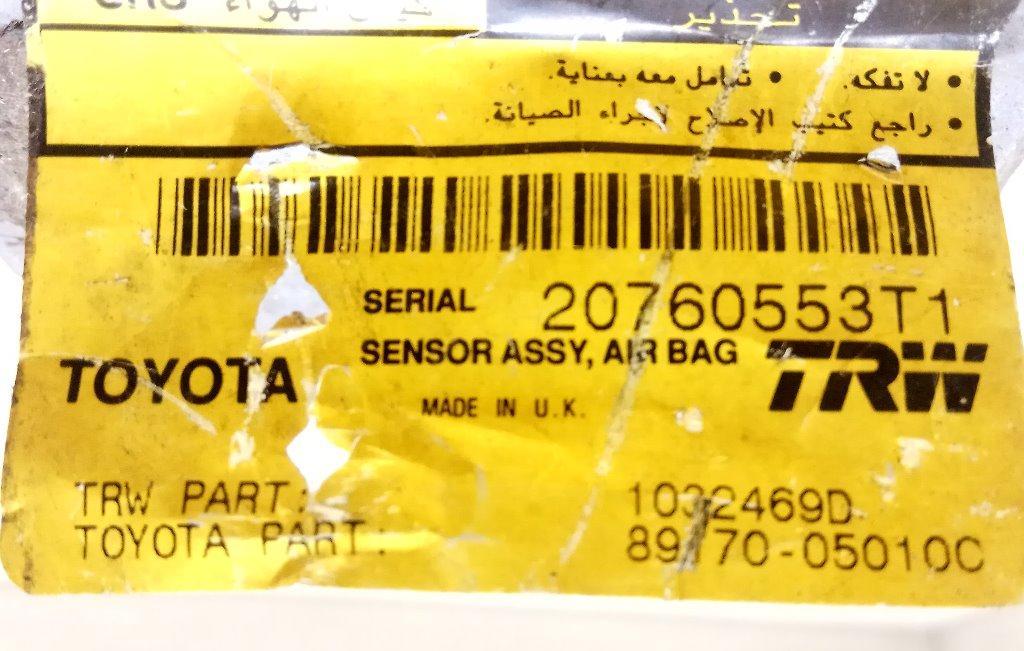 تحذير
• لا تفكه. • تعامل معه بعناية.
• راجع كتيب الإصلاح لإجراء الصيانة.
SERIAL 20760553T1
SENSOR ASSY, AIR BAG
TOYOTA
TRW
MADE IN U.K.
TRW PART: 1032469D
TOYOTA PART: 89170-05010C